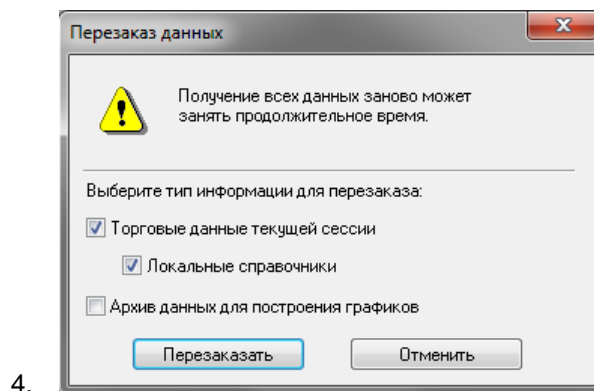 Перезаказ данных
Получение всех данных заново может
занять продолжительное время.
Выберите тип информации для перезаказа:
Торговые данные текущей сессии
Локальные справочники
Архив данных для построения графиков
Перезаказать Отменить
4.